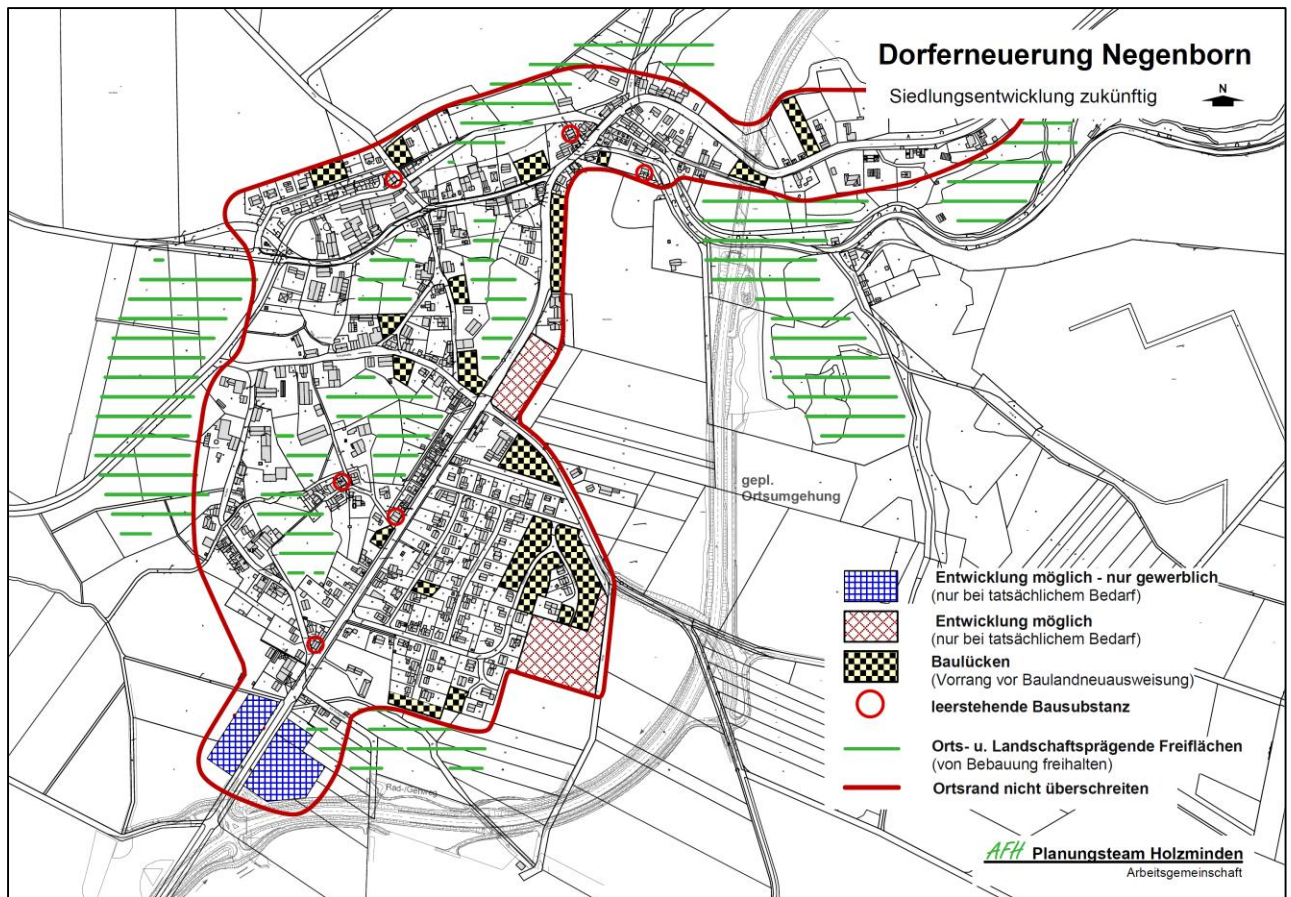 Dorferneuerung Negenborn
Siedlungsentwicklung zukünftig
N
gepl.
Ortsumgehung
Entwicklung möglich - nur gewerblich
(nur bei tatsächlichem Bedarf)
Entwicklung möglich
(nur bei tatsächlichem Bedarf)
Baulücken
(Vorrang vor Baulandneuausweisung)
leerstehende Bausubstanz
Orts- u. Landschaftsprägende Freiflächen
(von Bebauung freihalten)
Ortsrand nicht überschreiten
Rad-/Gehweg
AFH Planungsteam Holzminden
Arbeitsgemeinschaft